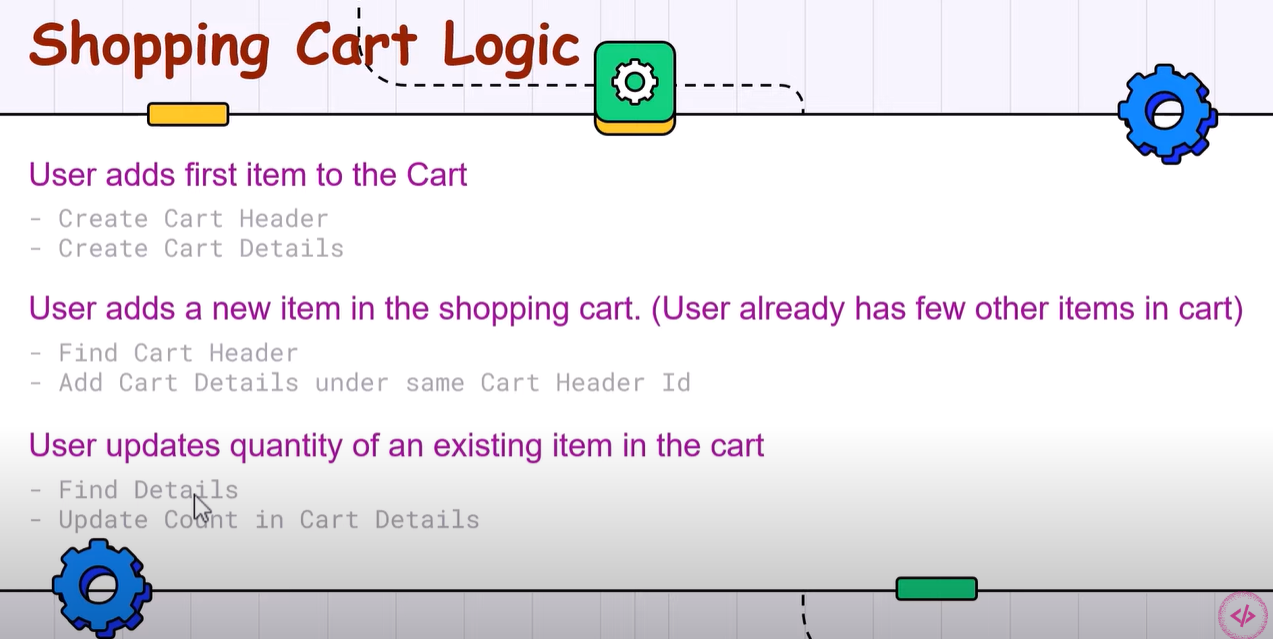 Shopping Cart Logic
User adds first item to the Cart
- Create Cart Header
- Create Cart Details
User adds a new item in the shopping cart. (User already has few other items in cart)
- Find Cart Header
- Add Cart Details under same Cart Header Id
User updates quantity of an existing item in the cart
- Find Details
- Update Count in Cart Details